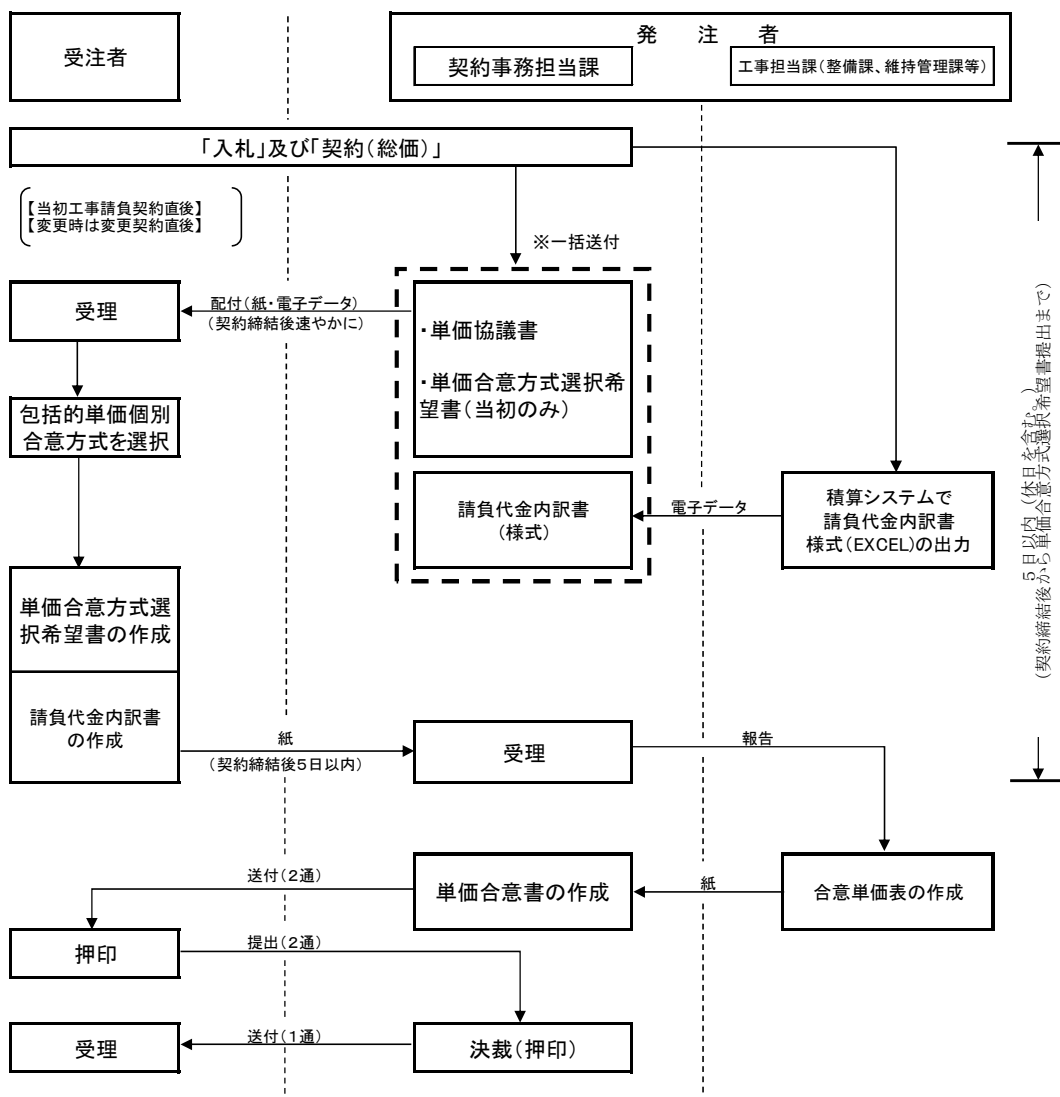 受注者
発　注　者
契約事務担当課
工事担当課(整備課、維持管理課等)
「入札」及び「契約(総価)」
【当初工事請負契約直後】
【変更時は変更契約直後】
※一括送付
受理
配付(紙・電子データ)
(契約締結後速やかに)
・単価協議書
・単価合意方式選択希
望書(当初のみ)
包括的単価個別
合意方式を選択
請負代金内訳書
(様式)
電子データ
積算システムで
請負代金内訳書
様式(EXCEL)の出力
5日以内(休日を含む。)
(契約締結後から単価合意方式選択希望書提出まで)
単価合意方式選
択希望書の作成
請負代金内訳書
の作成
紙
(契約締結後5日以内)
受理
報告
送付(2通)
単価合意書の作成
紙
合意単価表の作成
押印
提出(2通)
受理
送付(1通)
決裁(押印)